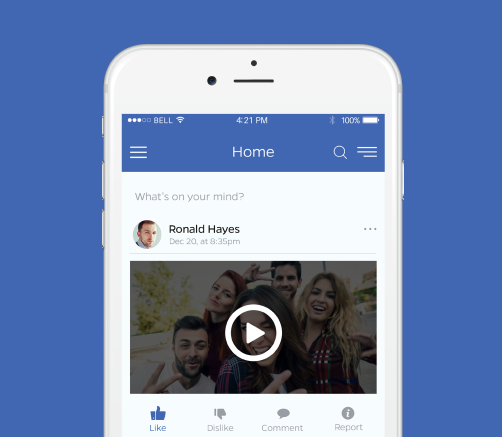 BELL 4:21 PM 100%
Home
What's on your mind?
Ronald Hayes
Dec 20, at 8:35pm
Like Dislike Comment Report